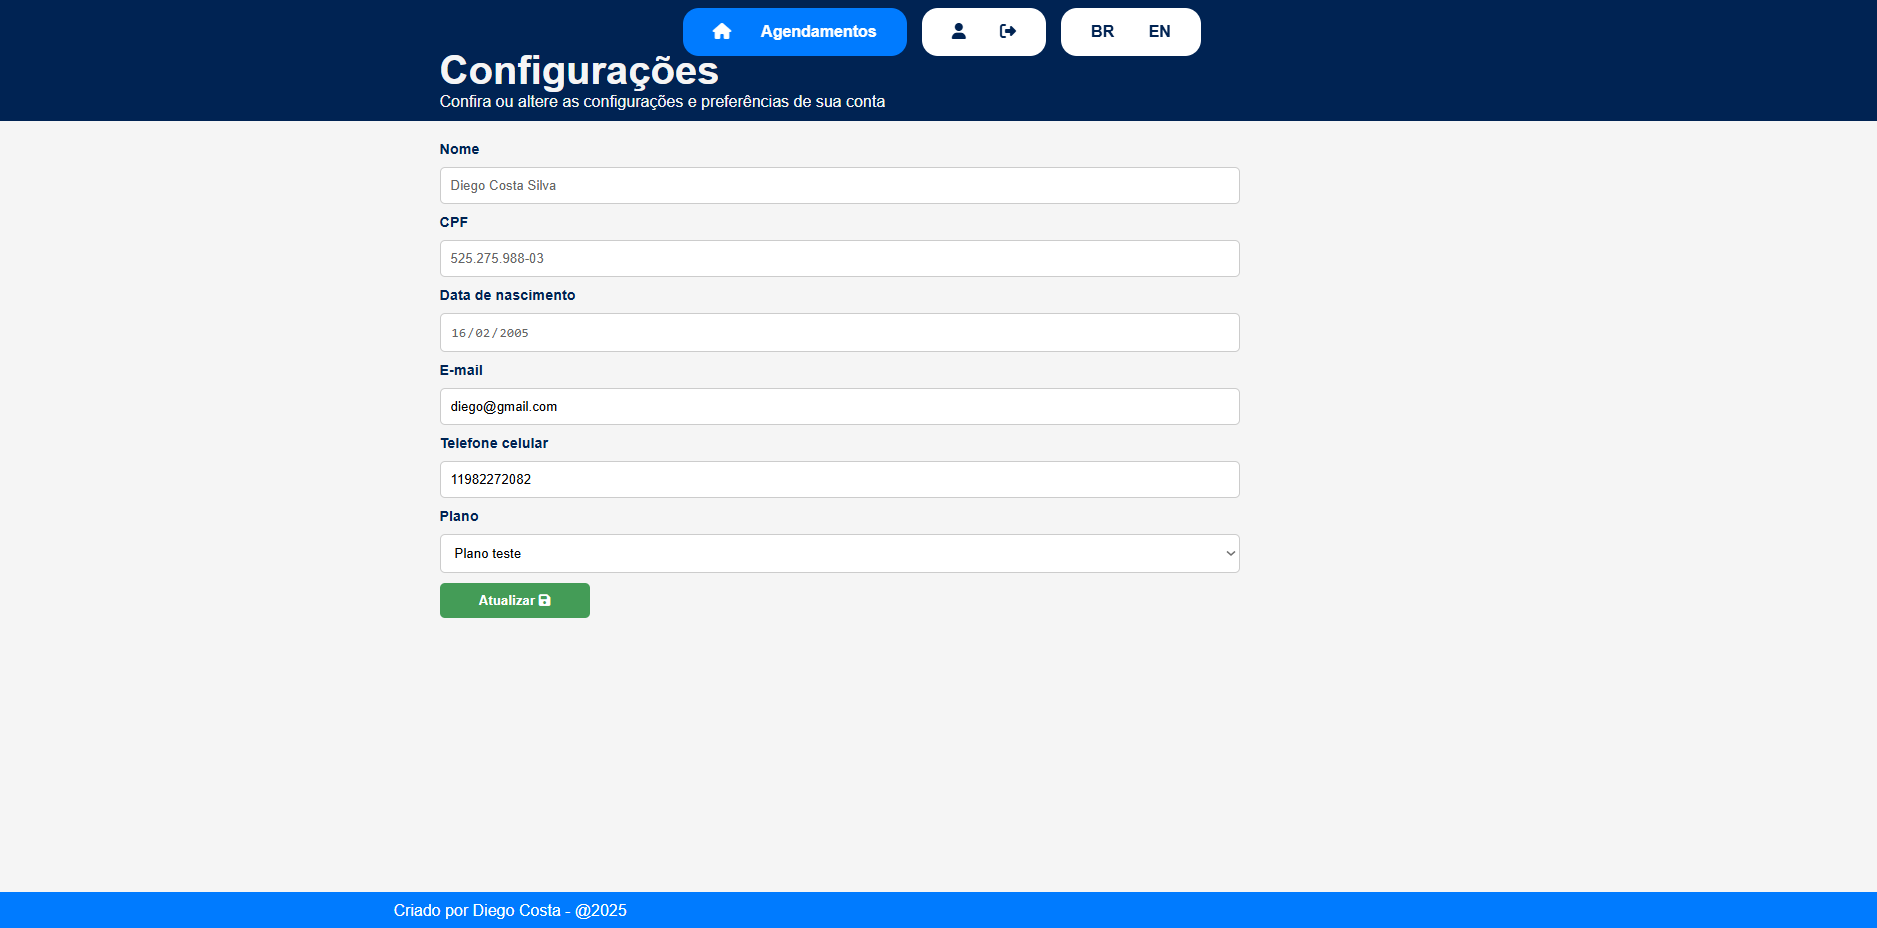 Agendamentos
BR EN
Configurações
Confira ou altere as configurações e preferências de sua conta
Nome
Diego Costa Silva
CPF
525.275.988-03
Data de nascimento
16/02/2005
E-mail
diego@gmail.com
Telefone celular
11982272082
Plano
Plano teste
Atualizar
Criado por Diego Costa - @2025